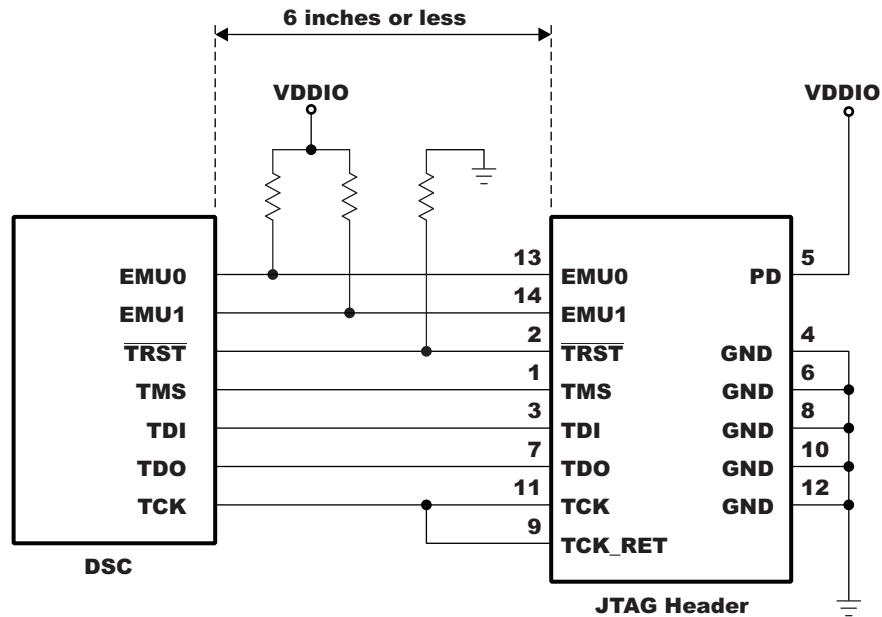 6 inches or less
VDDIO
VDDIO
13
5
EMU0
EMU0
PD
14
EMU1
EMU1
2
4
TRST
TRST
GND
1
6
TMS
TMS
GND
3
8
TDI
TDI
GND
7
10
TDO
TDO
GND
11
12
TCK
TCK
GND
9
TCK_RET
DSC
JTAG Header